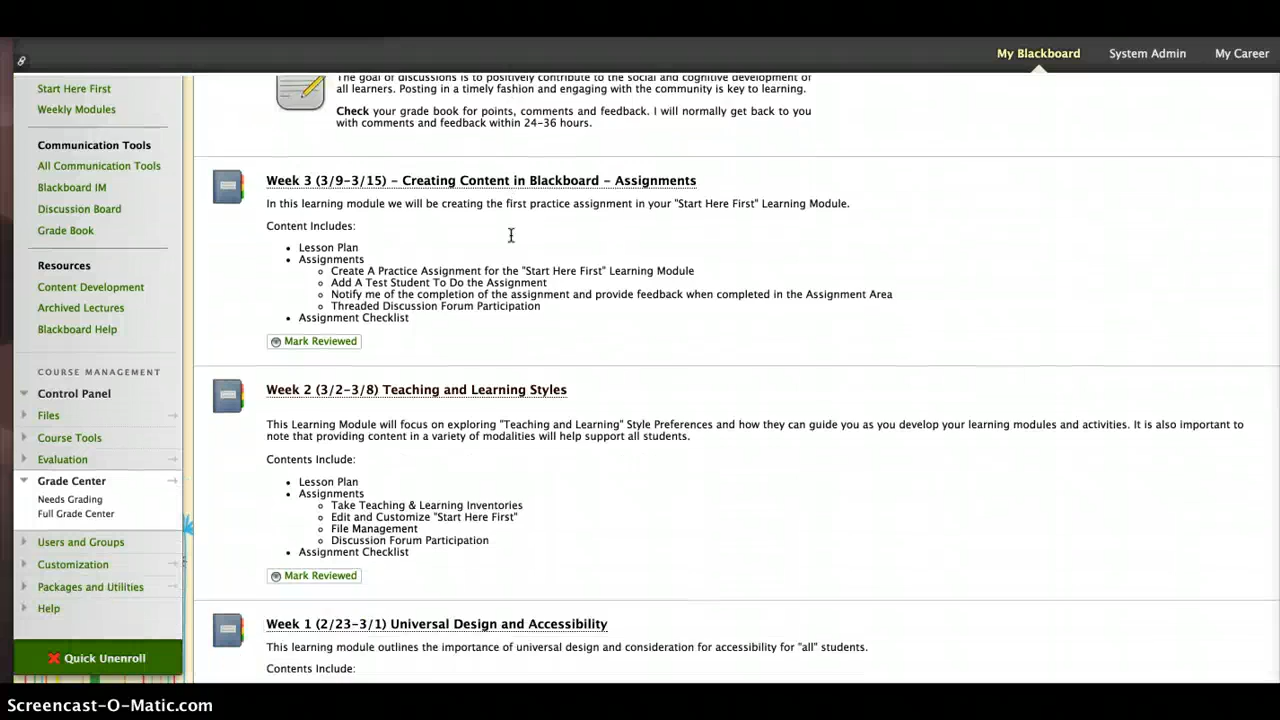 My Blackboard
System Admin
My Career
Start Here First
Weekly Modules
Communication Tools
All Communication Tools
Blackboard IM
Discussion Board
Grade Book
Resources
Content Development
Archived Lectures
Blackboard Help
COURSE MANAGEMENT
Control Panel
Files
Course Tools
Evaluation
Grade Center
Needs Grading
Full Grade Center
Users and Groups
Customization
Packages and Utilities
Help
Quick Unenroll
The goal of discussions is to positively contribute to the social and cognitive development of
all learners. Posting in a timely fashion and engaging with the community is key to learning.
Check your grade book for points, comments and feedback. I will normally get back to you
with comments and feedback within 24-36 hours.
Week 3 (3/9-3/15) - Creating Content in Blackboard - Assignments
In this learning module we will be creating the first practice assignment in your "Start Here First" Learning Module.
Content Includes:
Lesson Plan
Assignments
Create A Practice Assignment for the "Start Here First" Learning Module
Add A Test Student To Do the Assignment
Notify me of the completion of the assignment and provide feedback when completed in the Assignment Area
Threaded Discussion Forum Participation
Assignment Checklist
Mark Reviewed
Week 2 (3/2-3/8) Teaching and Learning Styles
This Learning Module will focus on exploring "Teaching and Learning" Style Preferences and how they can guide you as you develop your learning modules and activities. It is also important to
note that providing content in a variety of modalities will help support all students.
Contents Include:
Lesson Plan
Assignments
Take Teaching & Learning Inventories
Edit and Customize "Start Here First"
File Management
Discussion Forum Participation
Assignment Checklist
Mark Reviewed
Week 1 (2/23-3/1) Universal Design and Accessibility
This learning module outlines the importance of universal design and consideration for accessibility for "all" students.
Contents Include:
Screencast-O-Matic.com